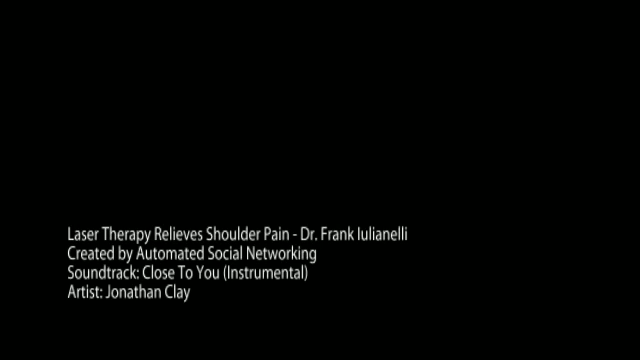 Laser Therapy Relieves Shoulder Pain - Dr. Frank Iulianelli
Created by Automated Social Networking
Soundtrack: Close To You (Instrumental)
Artist: Jonathan Clay